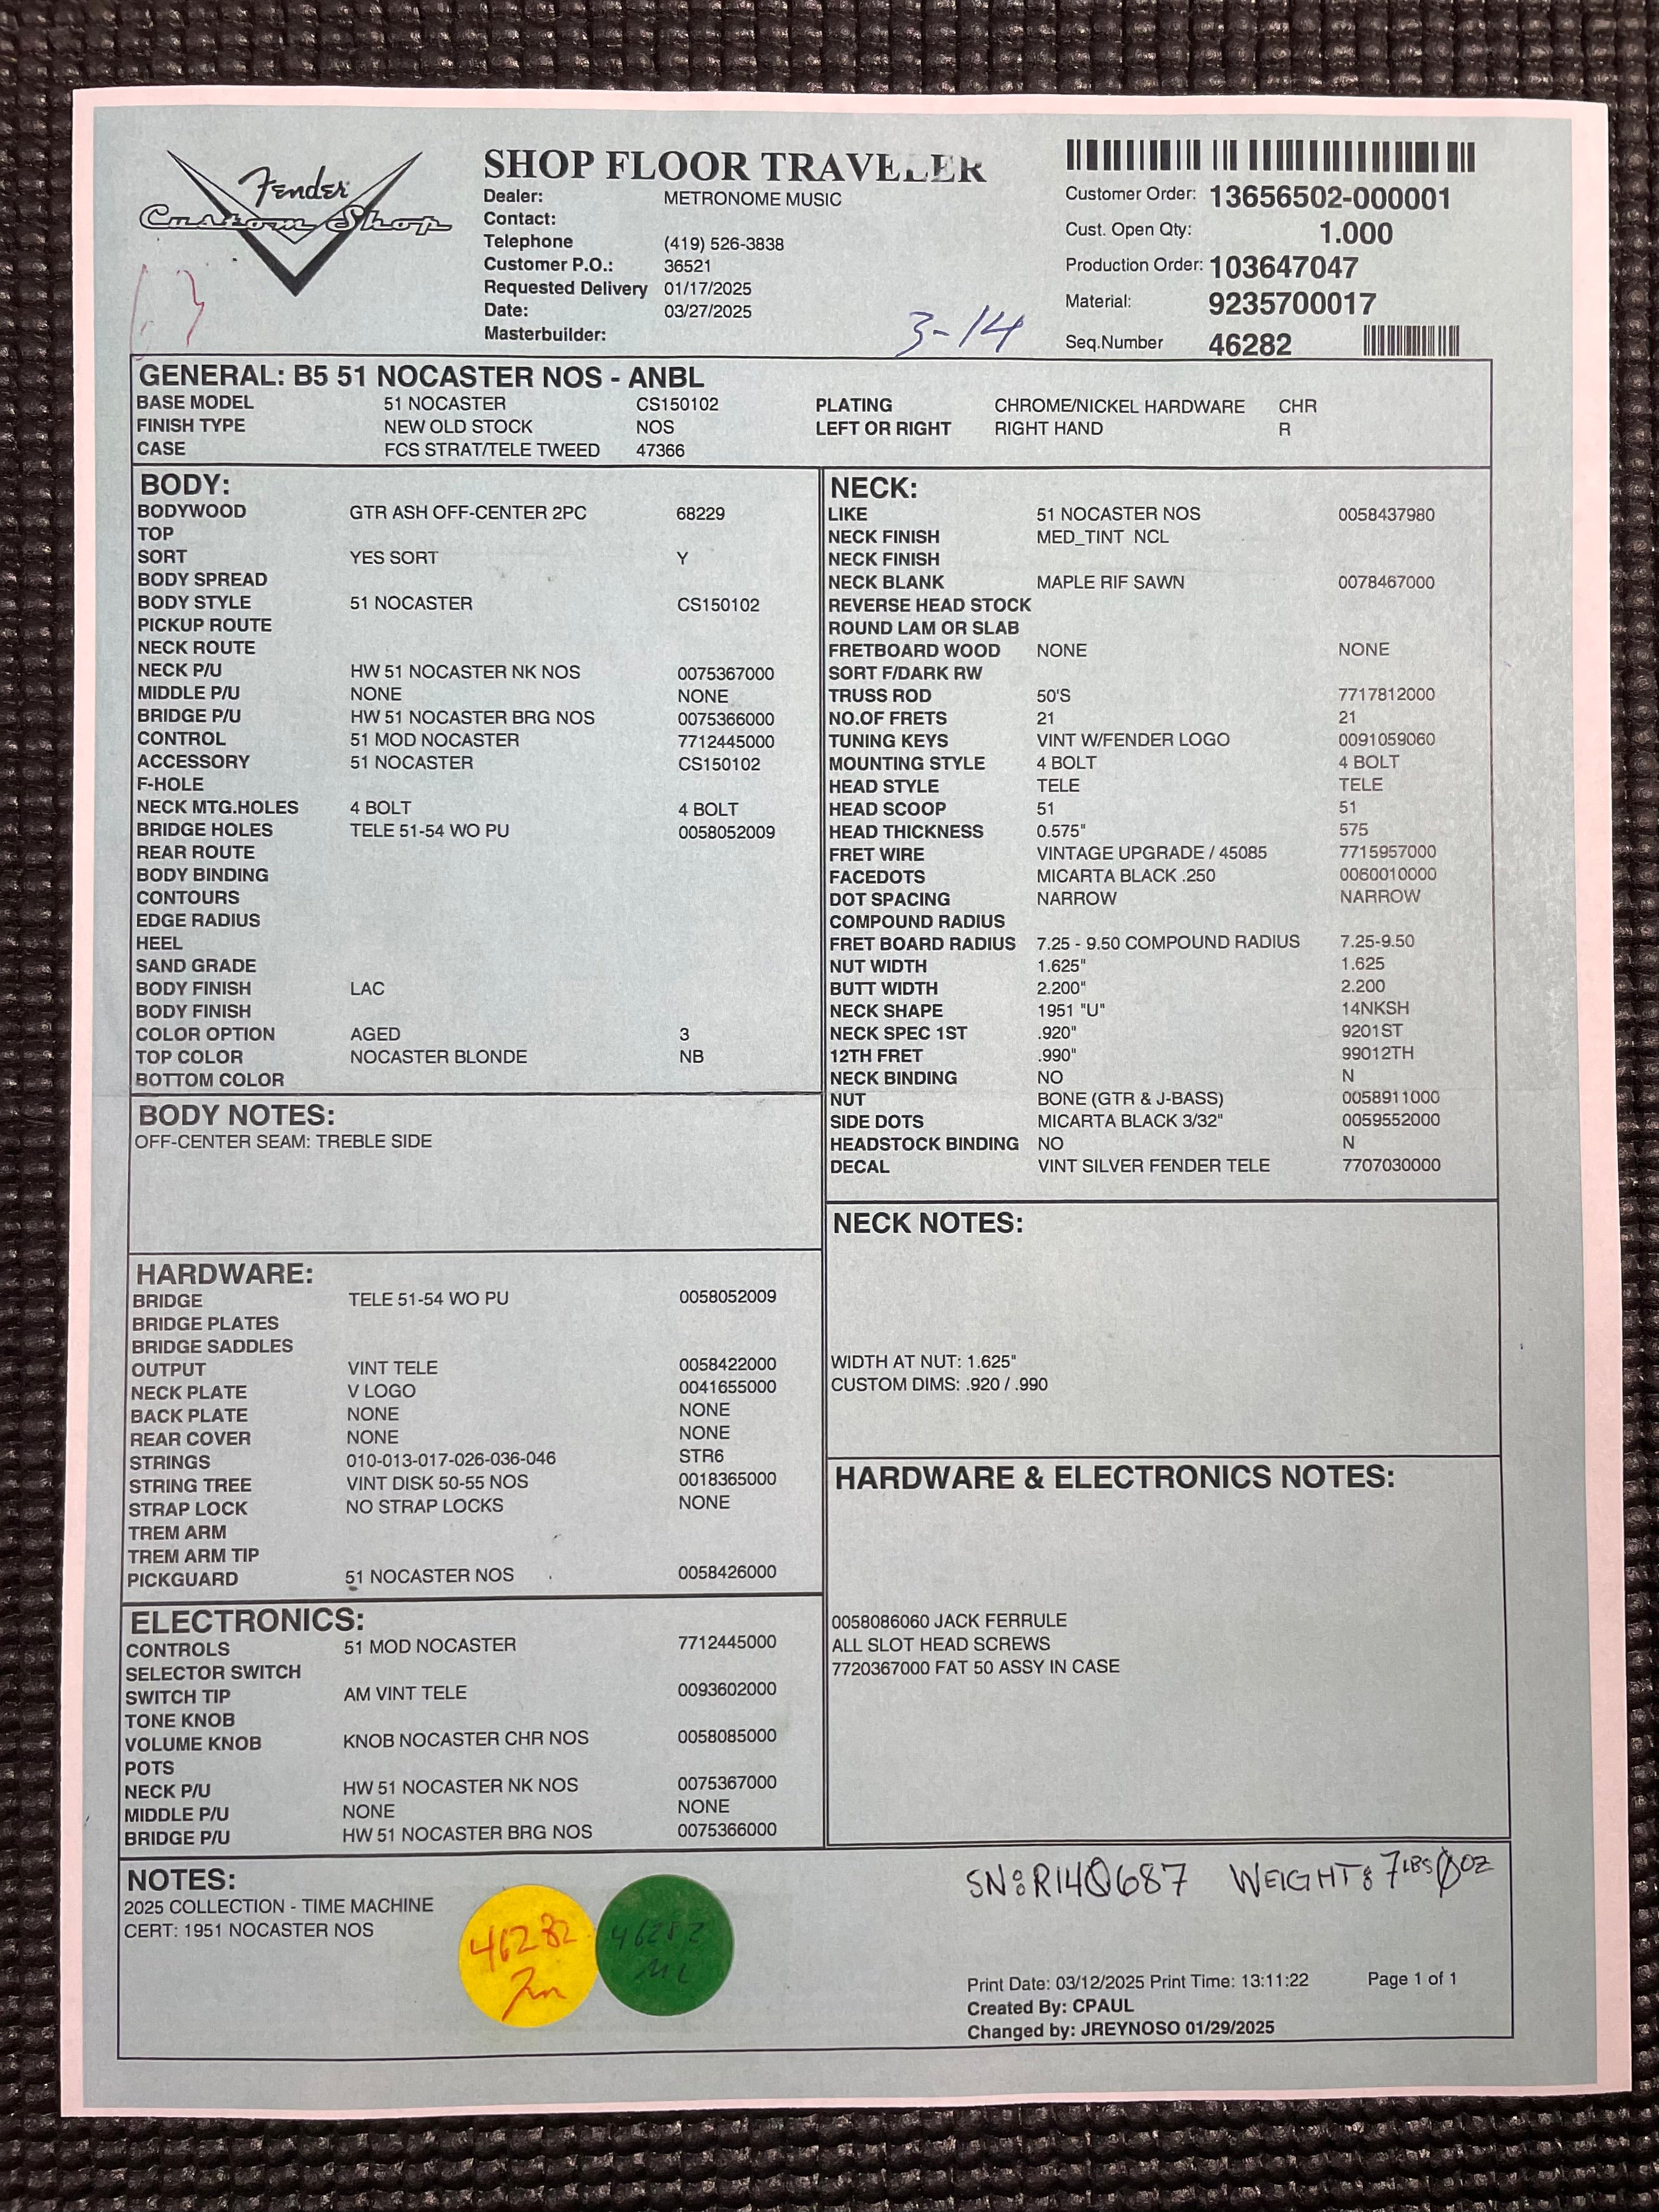 Fender
Custom Shop
SHOP FLOOR TRAVELER
Dealer: METRONOME MUSIC
Contact:
Telephone (419) 526-3838
Customer P.O.: 36521
Requested Delivery 01/17/2025
Date: 03/27/2025
Masterbuilder:
3-14
Customer Order: 13656502-000001
Cust. Open Qty: 1.000
Production Order: 103647047
Material: 9235700017
Seq.Number 46282
GENERAL: B5 51 NOCASTER NOS - ANBL
BASE MODEL 51 NOCASTER CS150102
FINISH TYPE NEW OLD STOCK NOS
CASE FCS STRAT/TELE TWEED 47366
PLATING CHROME/NICKEL HARDWARE CHR
LEFT OR RIGHT RIGHT HAND R
BODY:
BODYWOOD GTR ASH OFF-CENTER 2PC 68229
TOP
SORT YES SORT Y
BODY SPREAD
BODY STYLE 51 NOCASTER CS150102
PICKUP ROUTE
NECK ROUTE
NECK P/U HW 51 NOCASTER NK NOS 0075367000
MIDDLE P/U NONE NONE
BRIDGE P/U HW 51 NOCASTER BRG NOS 0075366000
CONTROL 51 MOD NOCASTER 7712445000
ACCESSORY 51 NOCASTER CS150102
F-HOLE
NECK MTG.HOLES 4 BOLT 4 BOLT
BRIDGE HOLES TELE 51-54 WO PU 0058052009
REAR ROUTE
BODY BINDING
CONTOURS
EDGE RADIUS
HEEL
SAND GRADE
BODY FINISH LAC
BODY FINISH
COLOR OPTION AGED 3
TOP COLOR NOCASTER BLONDE NB
BOTTOM COLOR
BODY NOTES:
OFF-CENTER SEAM: TREBLE SIDE
HARDWARE:
BRIDGE TELE 51-54 WO PU 0058052009
BRIDGE PLATES
BRIDGE SADDLES
OUTPUT VINT TELE 0058422000
NECK PLATE V LOGO 0041655000
BACK PLATE NONE NONE
REAR COVER NONE NONE
STRINGS 010-013-017-026-036-046 STR6
STRING TREE VINT DISK 50-55 NOS 0018365000
STRAP LOCK NO STRAP LOCKS NONE
TREM ARM
TREM ARM TIP
PICKGUARD 51 NOCASTER NOS 0058426000
ELECTRONICS:
CONTROLS 51 MOD NOCASTER 7712445000
SELECTOR SWITCH
SWITCH TIP AM VINT TELE 0093602000
TONE KNOB
VOLUME KNOB KNOB NOCASTER CHR NOS 0058085000
POTS
NECK P/U HW 51 NOCASTER NK NOS 0075367000
MIDDLE P/U NONE NONE
BRIDGE P/U HW 51 NOCASTER BRG NOS 0075366000
NECK:
LIKE 51 NOCASTER NOS 0058437980
NECK FINISH MED_TINT NCL
NECK FINISH
NECK BLANK MAPLE RIF SAWN 0078467000
REVERSE HEAD STOCK
ROUND LAM OR SLAB
FRETBOARD WOOD NONE NONE
SORT F/DARK RW
TRUSS ROD 50'S 7717812000
NO.OF FRETS 21 21
TUNING KEYS VINT W/FENDER LOGO 0091059060
MOUNTING STYLE 4 BOLT 4 BOLT
HEAD STYLE TELE TELE
HEAD SCOOP 51 51
HEAD THICKNESS 0.575" 575
FRET WIRE VINTAGE UPGRADE / 45085 7715957000
FACEDOTS MICARTA BLACK .250 0060010000
DOT SPACING NARROW NARROW
COMPOUND RADIUS
FRET BOARD RADIUS 7.25 - 9.50 COMPOUND RADIUS 7.25-9.50
NUT WIDTH 1.625" 1.625
BUTT WIDTH 2.200" 2.200
NECK SHAPE 1951 "U" 14NKSH
NECK SPEC 1ST .920" 9201ST
12TH FRET .990" 99012TH
NECK BINDING NO N
NUT BONE (GTR & J-BASS) 0058911000
SIDE DOTS MICARTA BLACK 3/32" 0059552000
HEADSTOCK BINDING NO N
DECAL VINT SILVER FENDER TELE 7707030000
NECK NOTES:
WIDTH AT NUT: 1.625"
CUSTOM DIMS: .920 / .990
HARDWARE & ELECTRONICS NOTES:
0058086060 JACK FERRULE
ALL SLOT HEAD SCREWS
7720367000 FAT 50 ASSY IN CASE
NOTES:
2025 COLLECTION - TIME MACHINE
CERT: 1951 NOCASTER NOS
46282
46282
SN: R140687 WEIGHT: 7 LBS 0 OZ
Print Date: 03/12/2025 Print Time: 13:11:22 Page 1 of 1
Created By: CPAUL
Changed by: JREYNOSO 01/29/2025